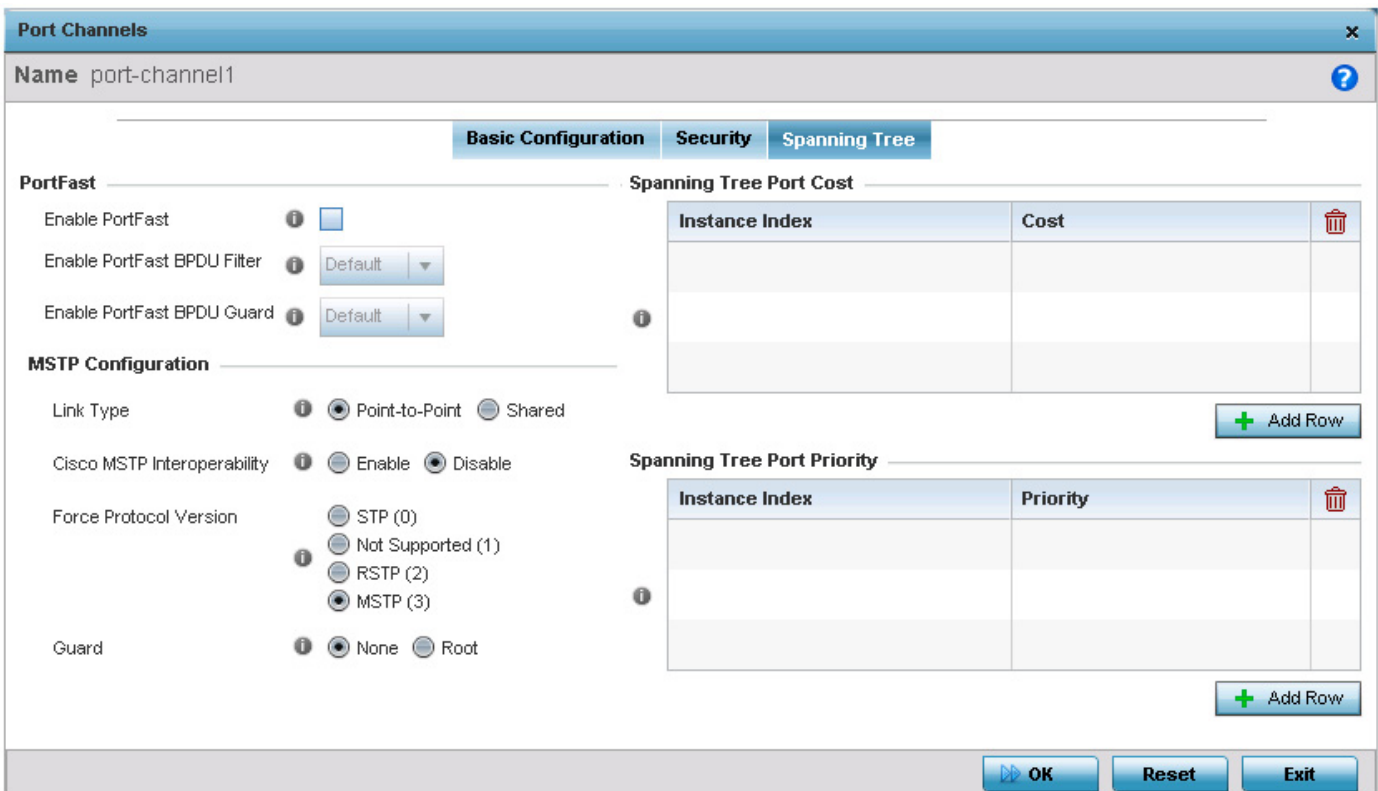 Port Channels
Name port-channel1
Basic Configuration Security Spanning Tree
PortFast
Enable PortFast
Enable PortFast BPDU Filter Default
Enable PortFast BPDU Guard Default
MSTP Configuration
Link Type Point-to-Point Shared
Cisco MSTP Interoperability Enable Disable
Force Protocol Version STP (0)
Not Supported (1)
RSTP (2)
MSTP (3)
Guard None Root
Spanning Tree Port Cost
Instance Index Cost
Add Row
Spanning Tree Port Priority
Instance Index Priority
Add Row
OK Reset Exit